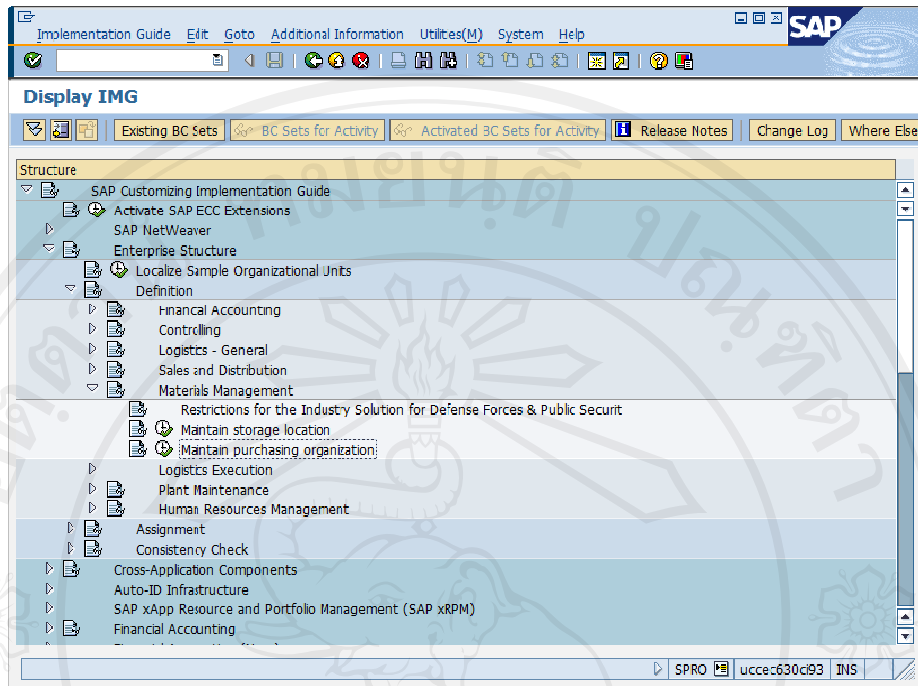 Implementation Guide Edit Goto Additional Information Utilites(M) System Help
SAP
Display IMG
Existing BC Sets BC Sets for Activity Activated BC Sets for Activity Release Notes Change Log Where Else
Structure
SAP Customizing Implementation Guide
Activate SAP ECC Extensions
SAP NetWeaver
Enterprise Structure
Localize Sample Organizational Units
Definition
Financial Accounting
Controlling
Logistics - General
Sales and Distribution
Materials Management
Restrictions for the Industry Solution for Defense Forces & Public Securit
Maintain storage location
Maintain purchasing organization
Logistics Execution
Plant Maintenance
Human Resources Management
Assignment
Consistency Check
Cross-Application Components
Auto-ID Infrastructure
SAP xApp Resource and Portfolio Management (SAP xRPM)
Financial Accounting
SPRO uccec630ci93 INS